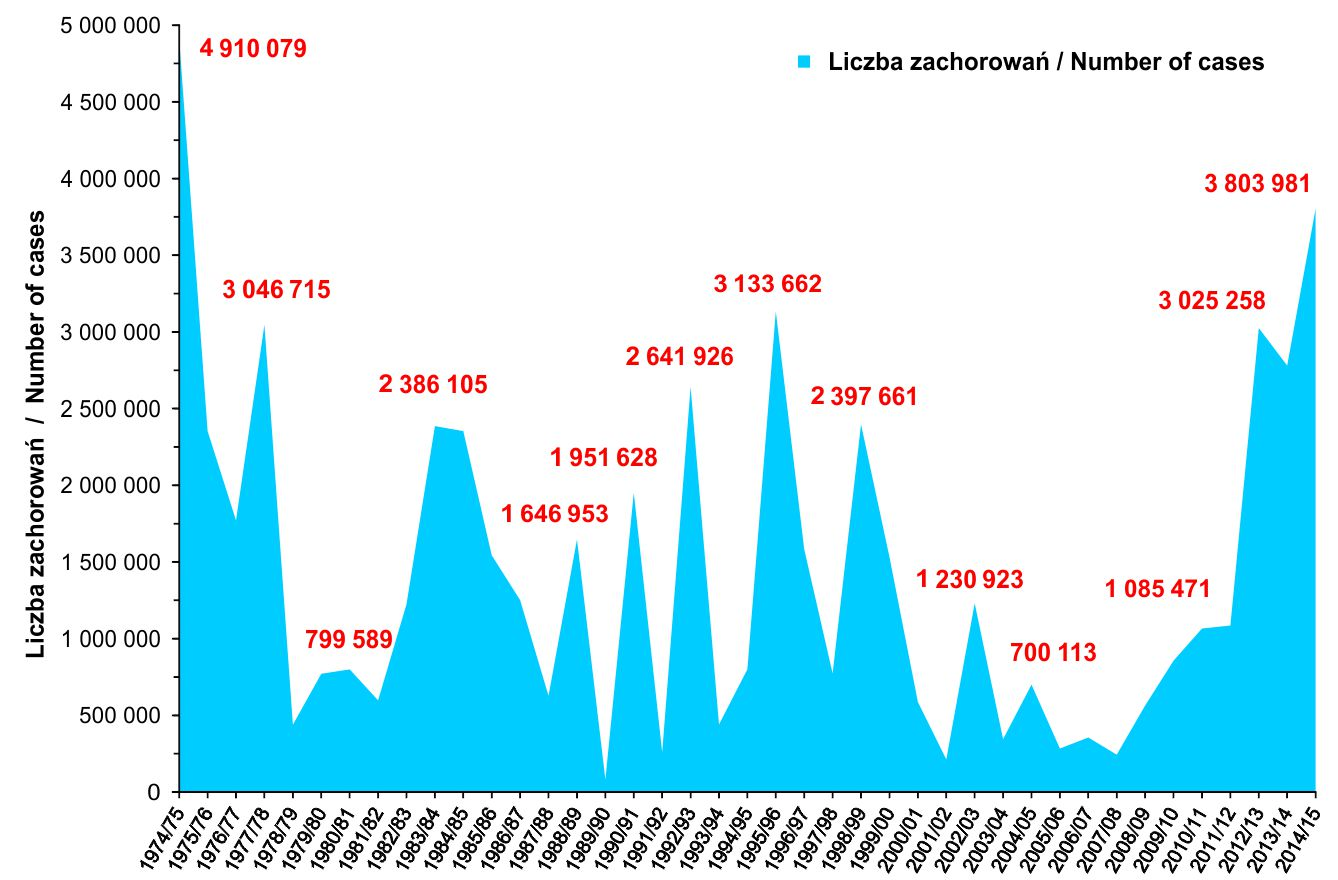 5 000 000
4 500 000
4 000 000
3 500 000
3 000 000
2 500 000
2 000 000
1 500 000
1 000 000
500 000
0
Liczba zachorowań / Number of cases
Liczba zachorowań / Number of cases
4 910 079
3 046 715
799 589
2 386 105
1 646 953
1 951 628
2 641 926
3 133 662
2 397 661
1 230 923
700 113
1 085 471
3 025 258
3 803 981
1974/75
1975/76
1976/77
1977/78
1978/79
1979/80
1980/81
1981/82
1982/83
1983/84
1984/85
1985/86
1986/87
1987/88
1988/89
1989/90
1990/91
1991/92
1992/93
1993/94
1994/95
1995/96
1996/97
1997/98
1998/99
1999/00
2000/01
2001/02
2002/03
2003/04
2004/05
2005/06
2006/07
2007/08
2008/09
2009/10
2010/11
2011/12
2012/13
2013/14
2014/15